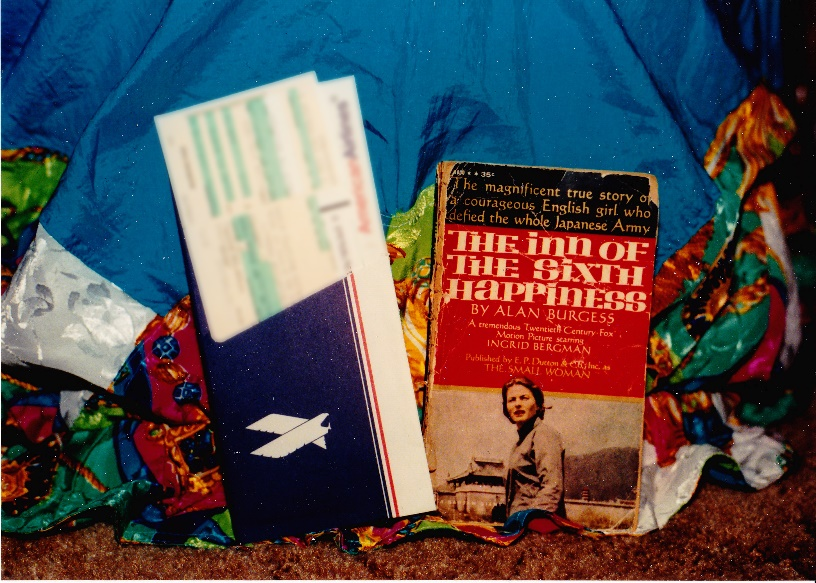 35¢
The magnificent true story of
a courageous English girl who
defied the whole Japanese Army
THE INN OF
THE SIXTH
HAPPINESS
BY ALAN BURGESS
A tremendous Twentieth Century-Fox
Motion Picture starring
INGRID BERGMAN
Published by E. P. Dutton & Co., Inc. as
THE SMALL WOMAN